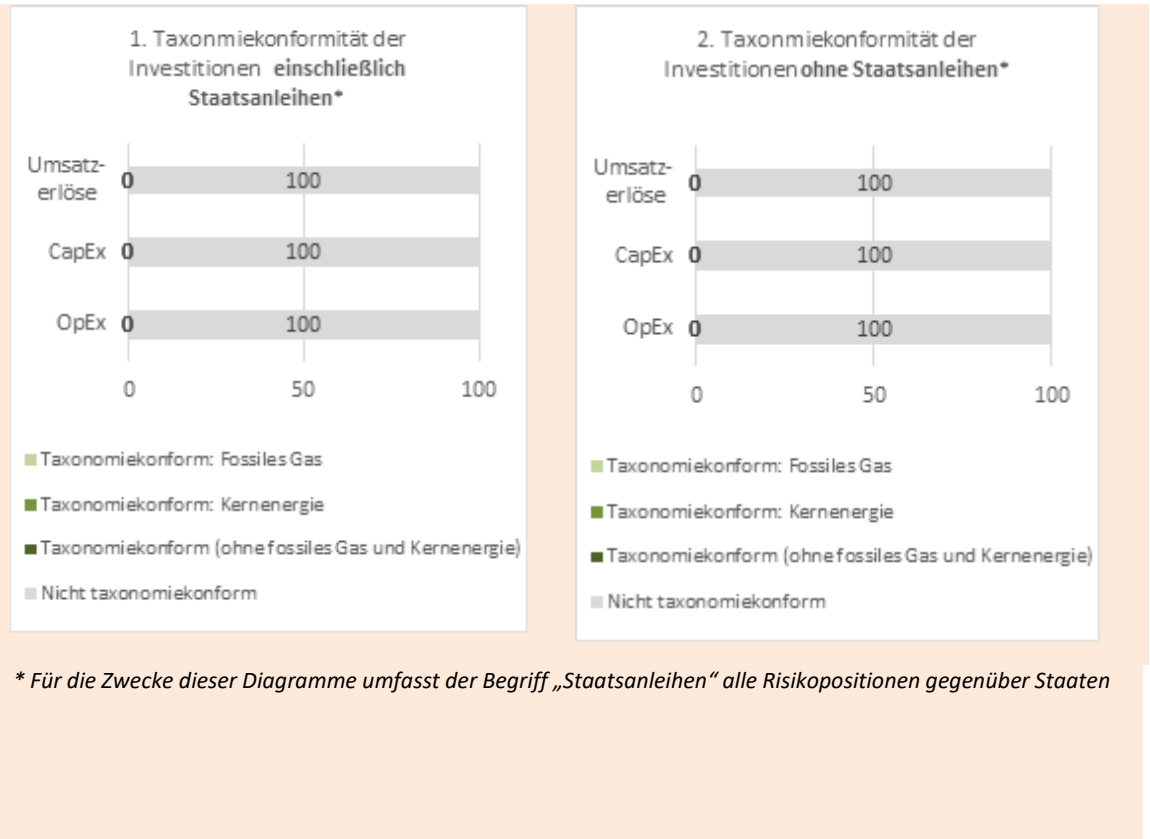 1. Taxonmiekonformität der
Investitionen einschließlich
Staatsanleihen*
Umsatz-
erlöse
0
100
CapEx
0
100
OpEx
0
100
0
50
100
Taxonomiekonform: Fossiles Gas
Taxonomiekonform: Kernenergie
Taxonomiekonform (ohne fossiles Gas und Kernenergie)
Nicht taxonomiekonform
2. Taxonmiekonformität der
Investitionen ohne Staatsanleihen*
Umsatz-
erlöse
0
100
CapEx
0
100
OpEx
0
100
0
50
100
Taxonomiekonform: Fossiles Gas
Taxonomiekonform: Kernenergie
Taxonomiekonform (ohne fossiles Gas und Kernenergie)
Nicht taxonomiekonform
* Für die Zwecke dieser Diagramme umfasst der Begriff „Staatsanleihen“ alle Risikopositionen gegenüber Staaten